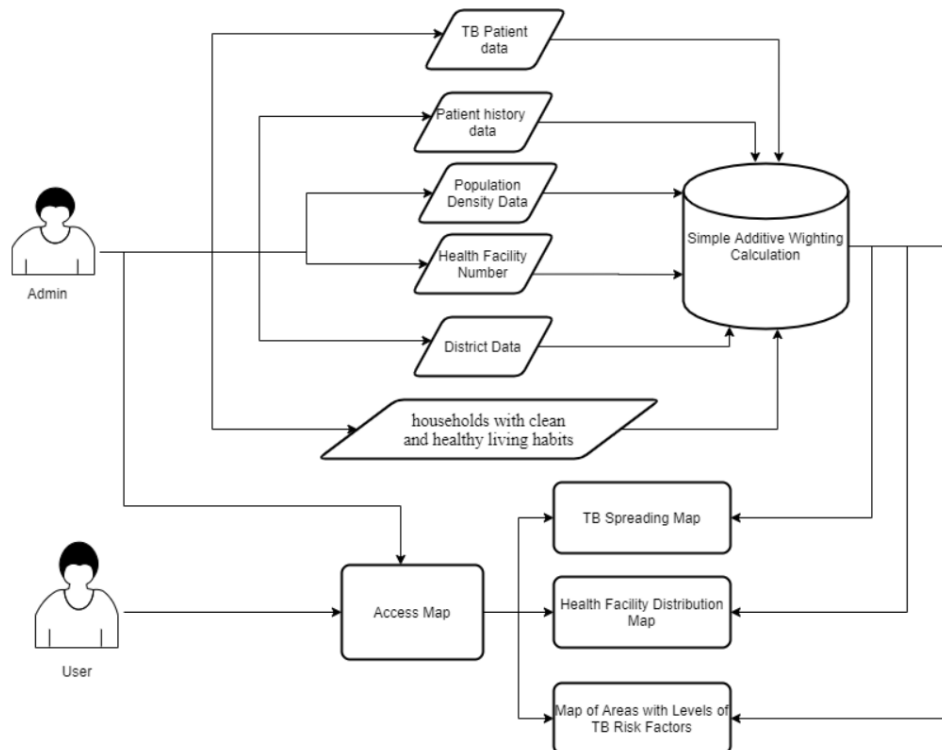 TB Patient
data
Patient history
data
Population
Density Data
Health Facility
Number
District Data
households with clean
and healthy living habits
Simple Additive Wighting
Calculation
Admin
User
Access Map
TB Spreading Map
Health Facility Distribution
Map
Map of Areas with Levels of
TB Risk Factors